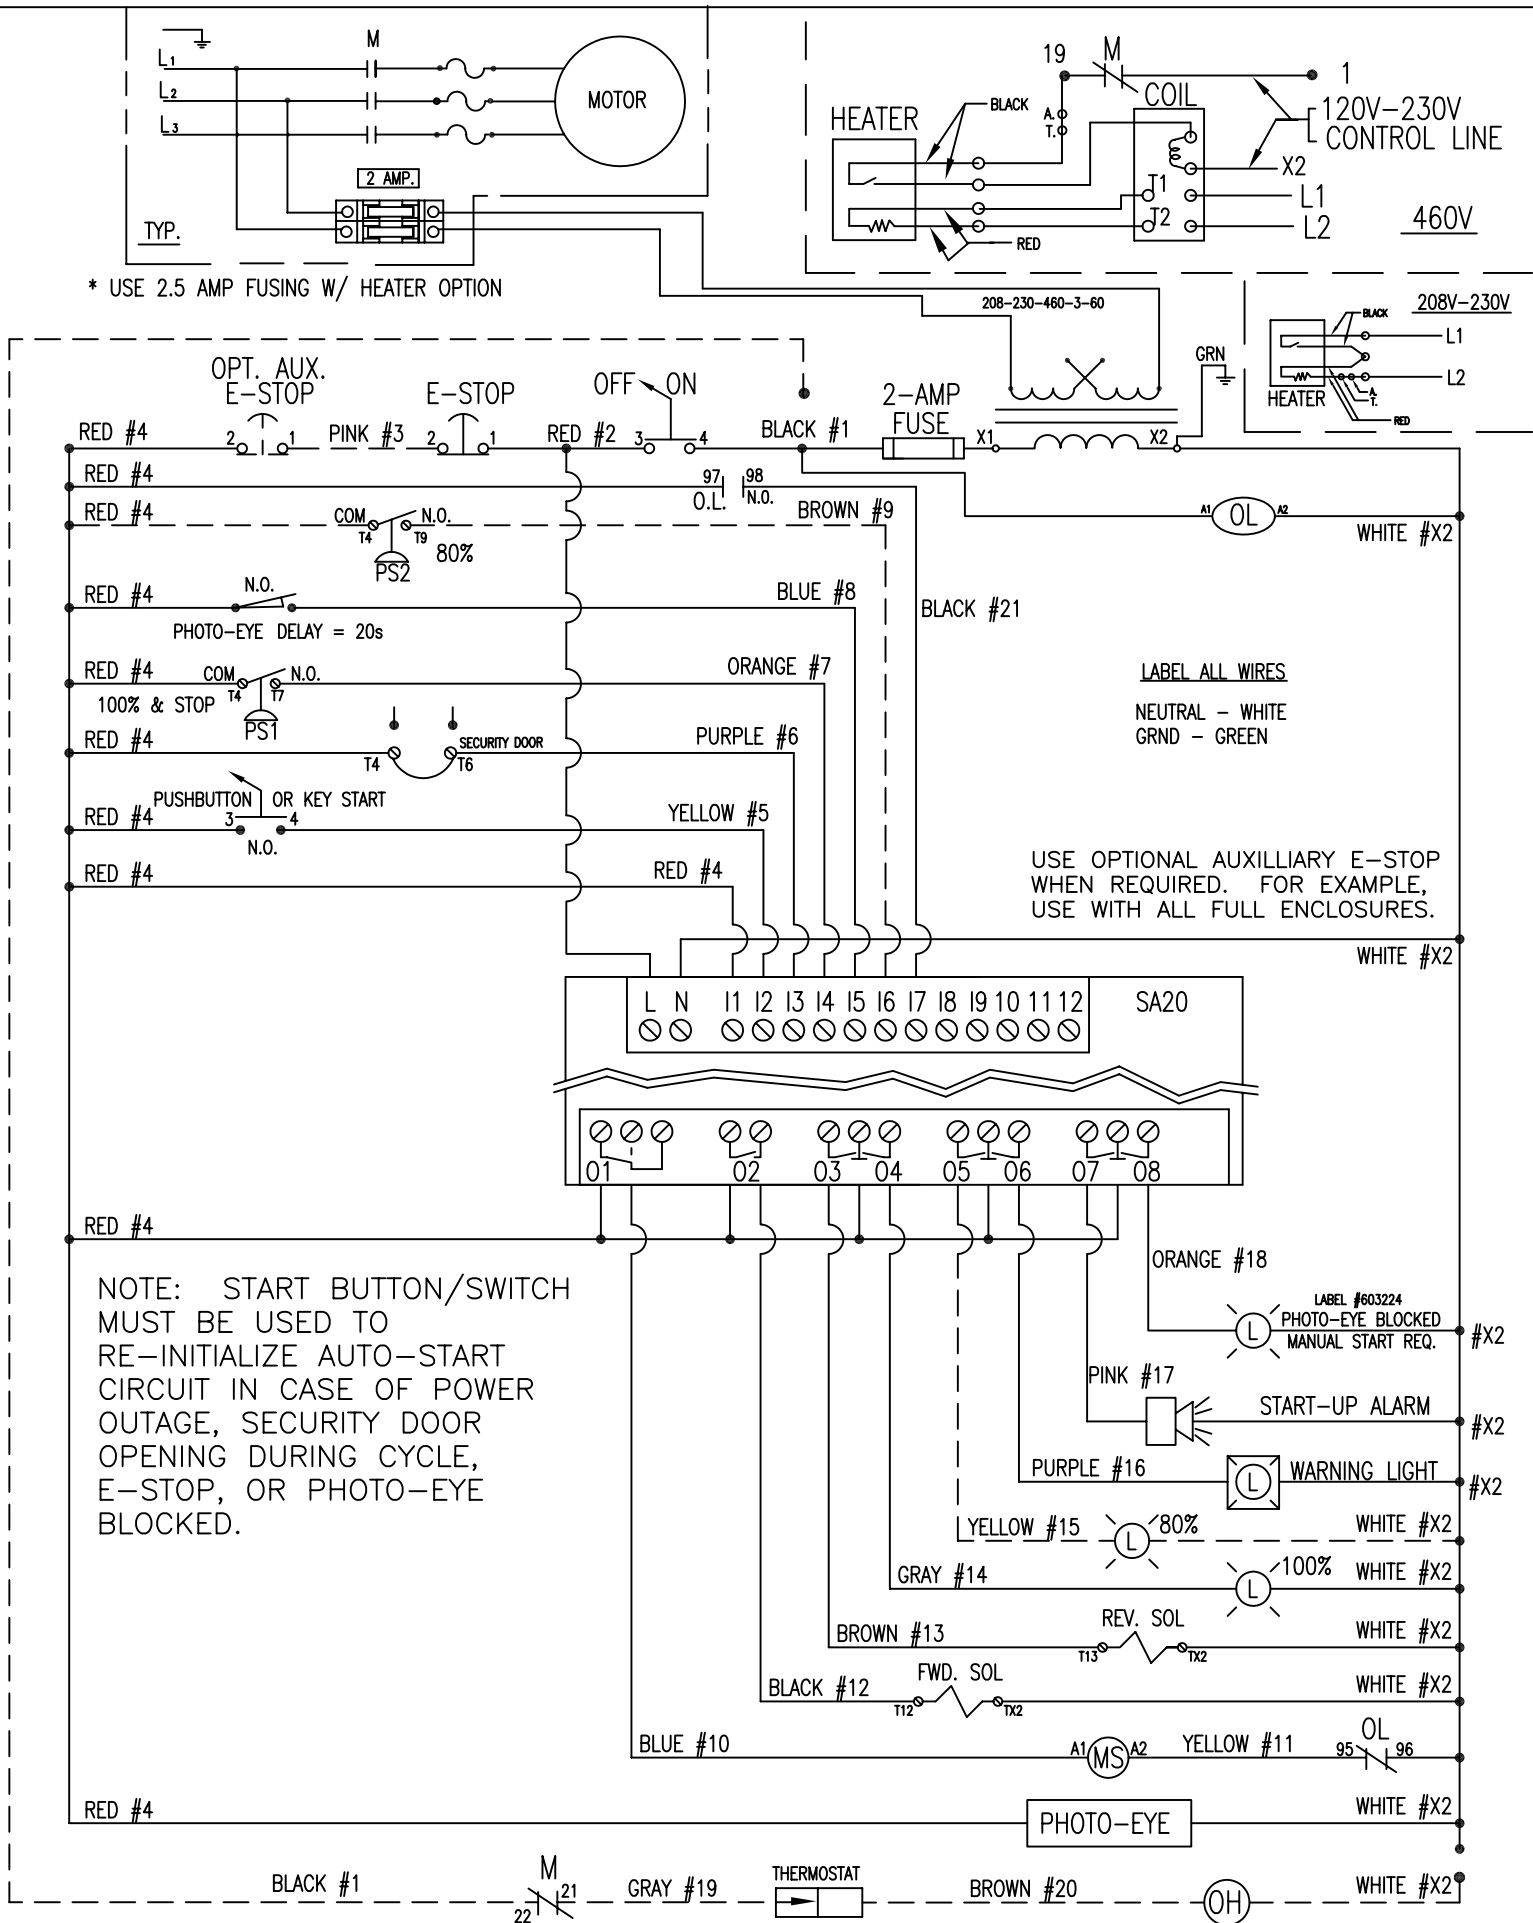 M
L1
L2
L3
MOTOR
2 AMP.
TYP.
* USE 2.5 AMP FUSING W/ HEATER OPTION
19
M
1
COIL
120V-230V
CONTROL LINE
HEATER
BLACK
A.
T.
X2
T1
L1
T2
L2
RED
460V
208-230-460-3-60
208V-230V
BLACK
L1
L2
HEATER
A.
T.
RED
GRN
OPT. AUX.
E-STOP
E-STOP
OFF
ON
2-AMP
FUSE
RED #4
2
1
PINK #3
2
1
RED #2
3
4
BLACK #1
X1
X2
RED #4
97
98
O.L.
N.O.
RED #4
COM
N.O.
T4
T9
PS2
80%
BROWN #9
A1
OL
A2
WHITE #X2
RED #4
N.O.
BLUE #8
BLACK #21
PHOTO-EYE DELAY = 20s
RED #4
COM
N.O.
T4
T7
ORANGE #7
100% & STOP
PS1
LABEL ALL WIRES
NEUTRAL - WHITE
GRND - GREEN
RED #4
T4
T6
SECURITY DOOR
PURPLE #6
PUSHBUTTON OR KEY START
RED #4
3
4
N.O.
YELLOW #5
RED #4
RED #4
USE OPTIONAL AUXILLIARY E-STOP
WHEN REQUIRED. FOR EXAMPLE,
USE WITH ALL FULL ENCLOSURES.
WHITE #X2
L N I1 I2 I3 I4 I5 I6 I7 I8 I9 10 11 12
SA20
O1 O2 O3 O4 O5 O6 O7 O8
RED #4
NOTE: START BUTTON/SWITCH
MUST BE USED TO
RE-INITIALIZE AUTO-START
CIRCUIT IN CASE OF POWER
OUTAGE, SECURITY DOOR
OPENING DURING CYCLE,
E-STOP, OR PHOTO-EYE
BLOCKED.
ORANGE #18
LABEL #603224
PHOTO-EYE BLOCKED
MANUAL START REQ.
L
#X2
PINK #17
START-UP ALARM
#X2
PURPLE #16
L
WARNING LIGHT
#X2
YELLOW #15
L
80%
WHITE #X2
GRAY #14
L
100%
WHITE #X2
BROWN #13
REV. SOL
T13
TX2
WHITE #X2
BLACK #12
FWD. SOL
T12
TX2
WHITE #X2
BLUE #10
A1
MS
A2
YELLOW #11
OL
95
96
RED #4
PHOTO-EYE
WHITE #X2
BLACK #1
M
21
22
GRAY #19
THERMOSTAT
BROWN #20
OH
WHITE #X2